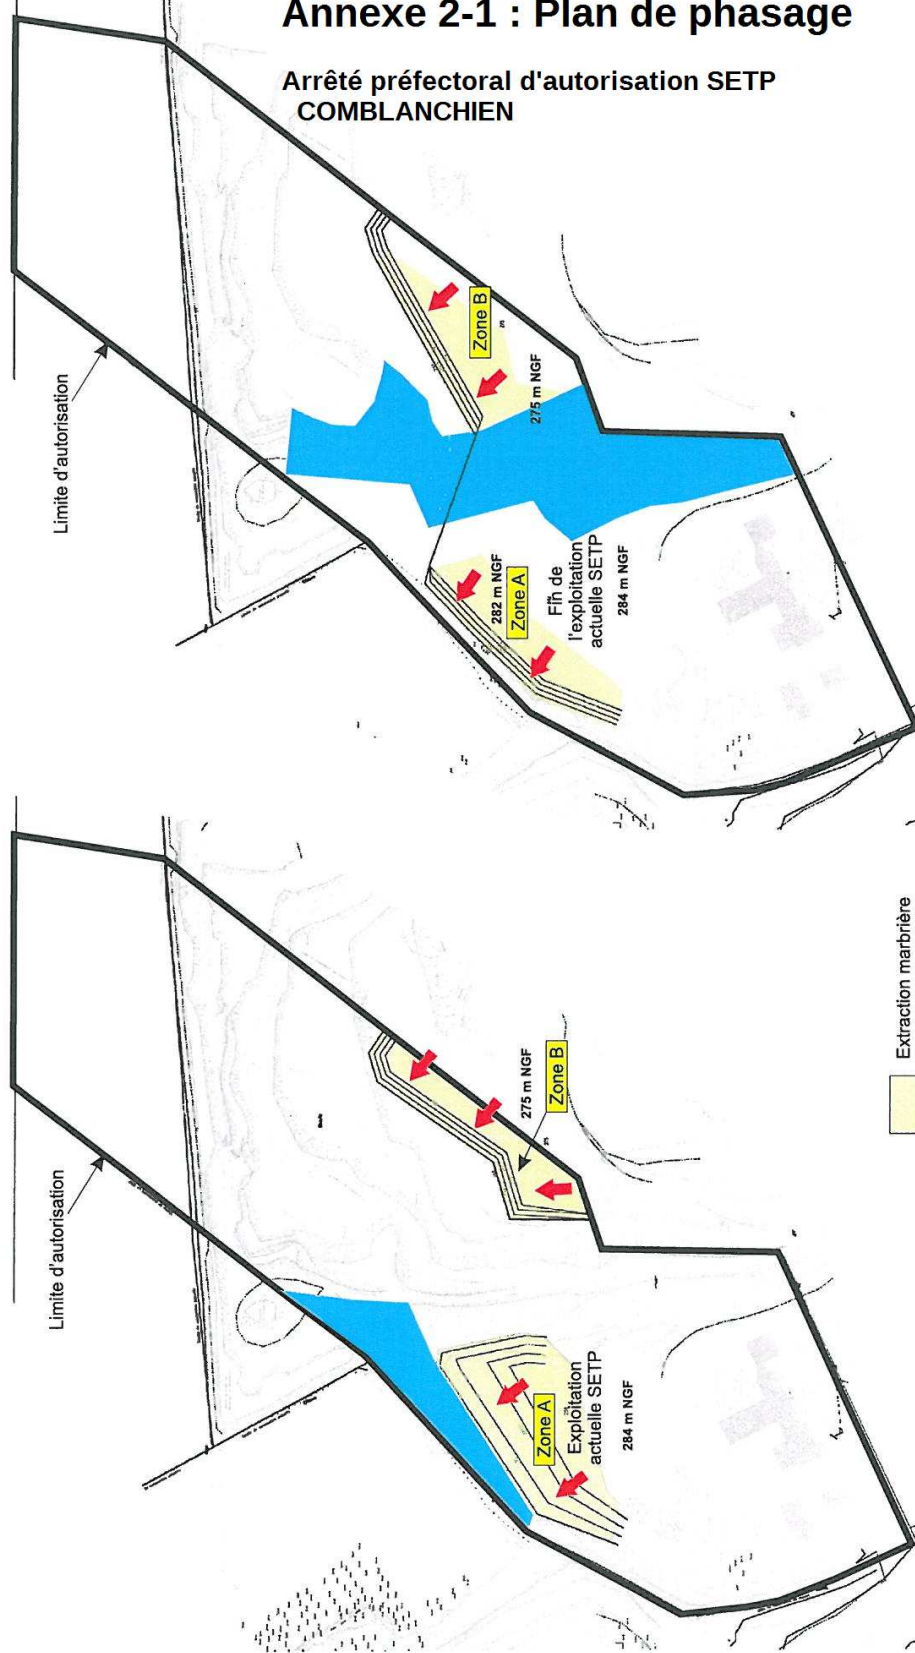 Annexe 2-1 : Plan de phasage
Arrêté préfectoral d'autorisation SETP
COMBLANCHIEN
Limite d'autorisation
Zone B
275 m NGF
282 m NGF
Zone A
Fin de
l'exploitation
actuelle SETP
284 m NGF
Limite d'autorisation
275 m NGF
Zone B
Zone A
Exploitation
actuelle SETP
284 m NGF
Extraction marbrière